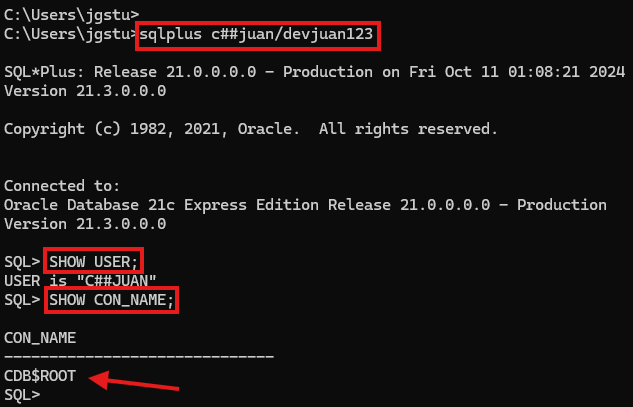 C:\Users\jgstu>
C:\Users\jgstu>sqlplus c##juan/devjuan123
SQL*Plus: Release 21.0.0.0.0 - Production on Fri Oct 11 01:08:21 2024
Version 21.3.0.0.0
Copyright (c) 1982, 2021, Oracle.  All rights reserved.
Connected to:
Oracle Database 21c Express Edition Release 21.0.0.0.0 - Production
Version 21.3.0.0.0
SQL> SHOW USER;
USER is "C##JUAN"
SQL> SHOW CON_NAME;
CON_NAME
------------------------------
CDB$ROOT
SQL>